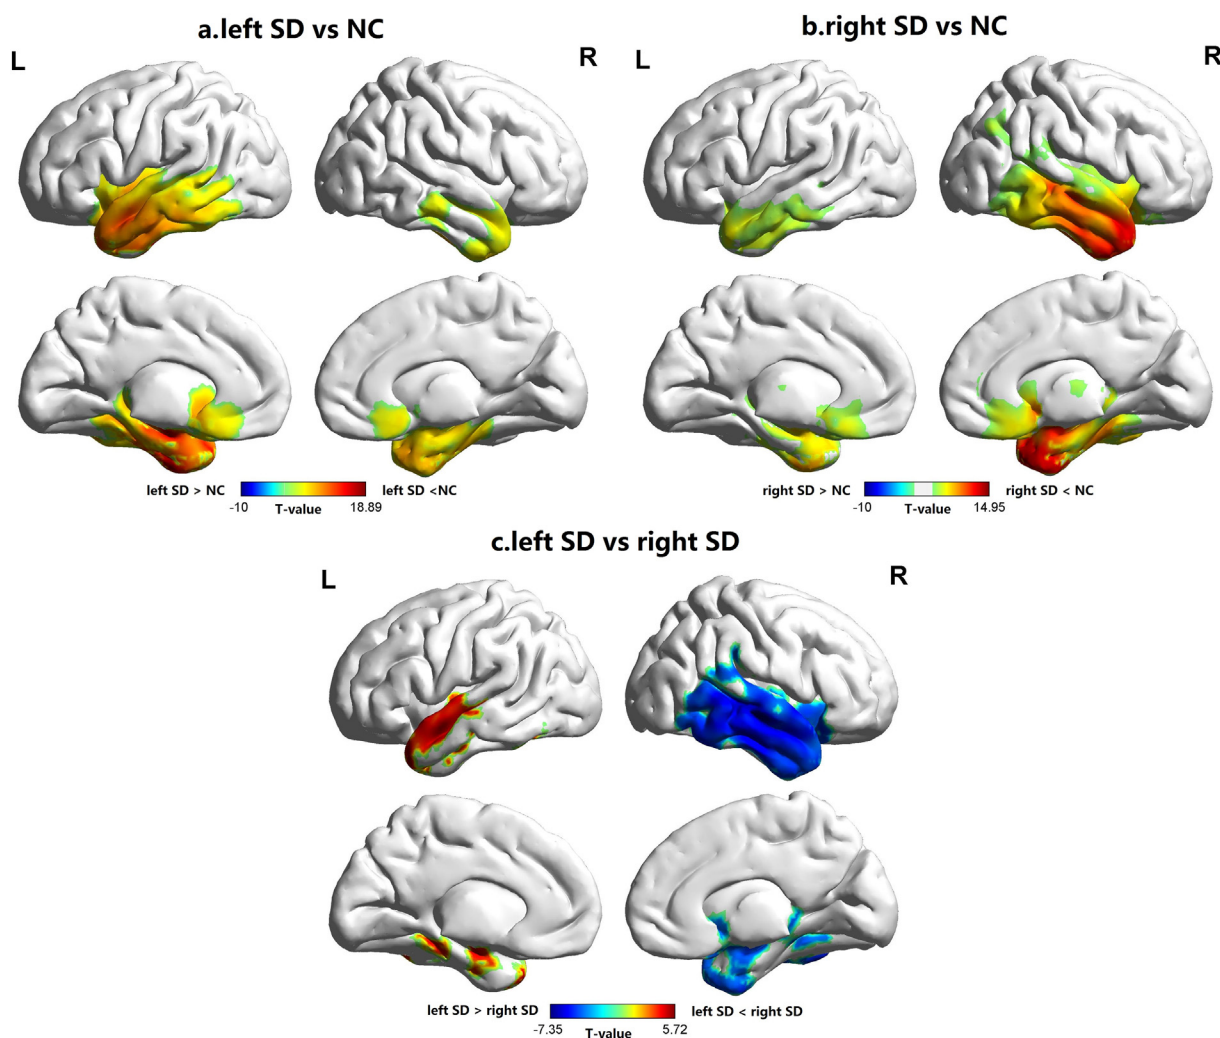 a.left SD vs NC
b.right SD vs NC
L
R
L
R
left SD > NC
left SD <NC
-10
T-value
18.89
right SD > NC
right SD < NC
-10
T-value
14.95
c.left SD vs right SD
L
R
left SD > right SD
left SD < right SD
-7.35
T-value
5.72